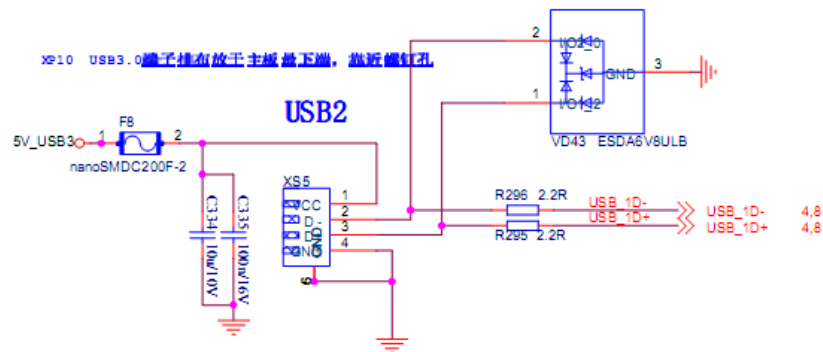 XP10 USB3.0端子排布放于主板最下端，靠近螺钉孔
USB2
5V_USB3
1
F8
2
nanoSMDC200F-2
C334 10u/10V
C335 100n/16V
XS5
VCC
D-
D
GND
GND
1
2
3
4
6
2
I/O2_0
GND
3
1
I/O1_2
VD43 ESDA6V8ULB
R296 2.2R
USB_1D-
USB_1D- 4,8
USB_1D+
R295 2.2R
USB_1D+ 4,8